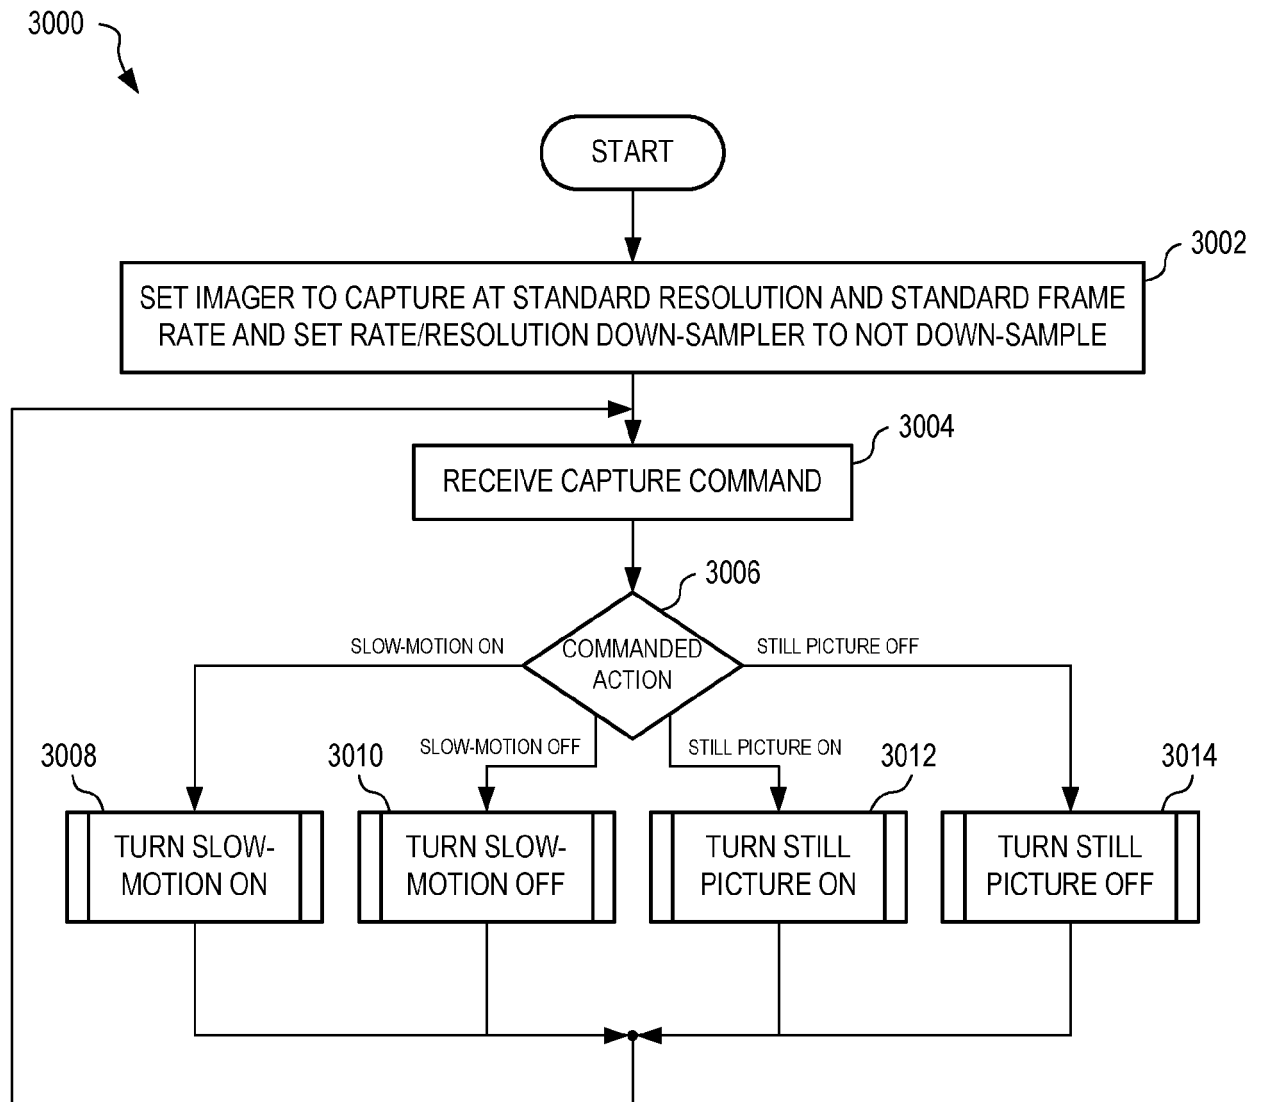 3000
START
3002
SET IMAGER TO CAPTURE AT STANDARD RESOLUTION AND STANDARD FRAME
RATE AND SET RATE/RESOLUTION DOWN-SAMPLER TO NOT DOWN-SAMPLE
3004
RECEIVE CAPTURE COMMAND
3006
COMMANDED
ACTION
SLOW-MOTION ON
STILL PICTURE OFF
SLOW-MOTION OFF
STILL PICTURE ON
3008
3010
3012
3014
TURN SLOW-
MOTION ON
TURN SLOW-
MOTION OFF
TURN STILL
PICTURE ON
TURN STILL
PICTURE OFF